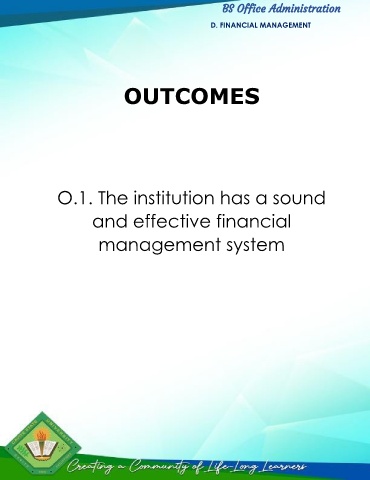 BS Office Administration
D. FINANCIAL MANAGEMENT
OUTCOMES
O.1. The institution has a sound
and effective financial
management system
Creating a Community of Life-Long Learners